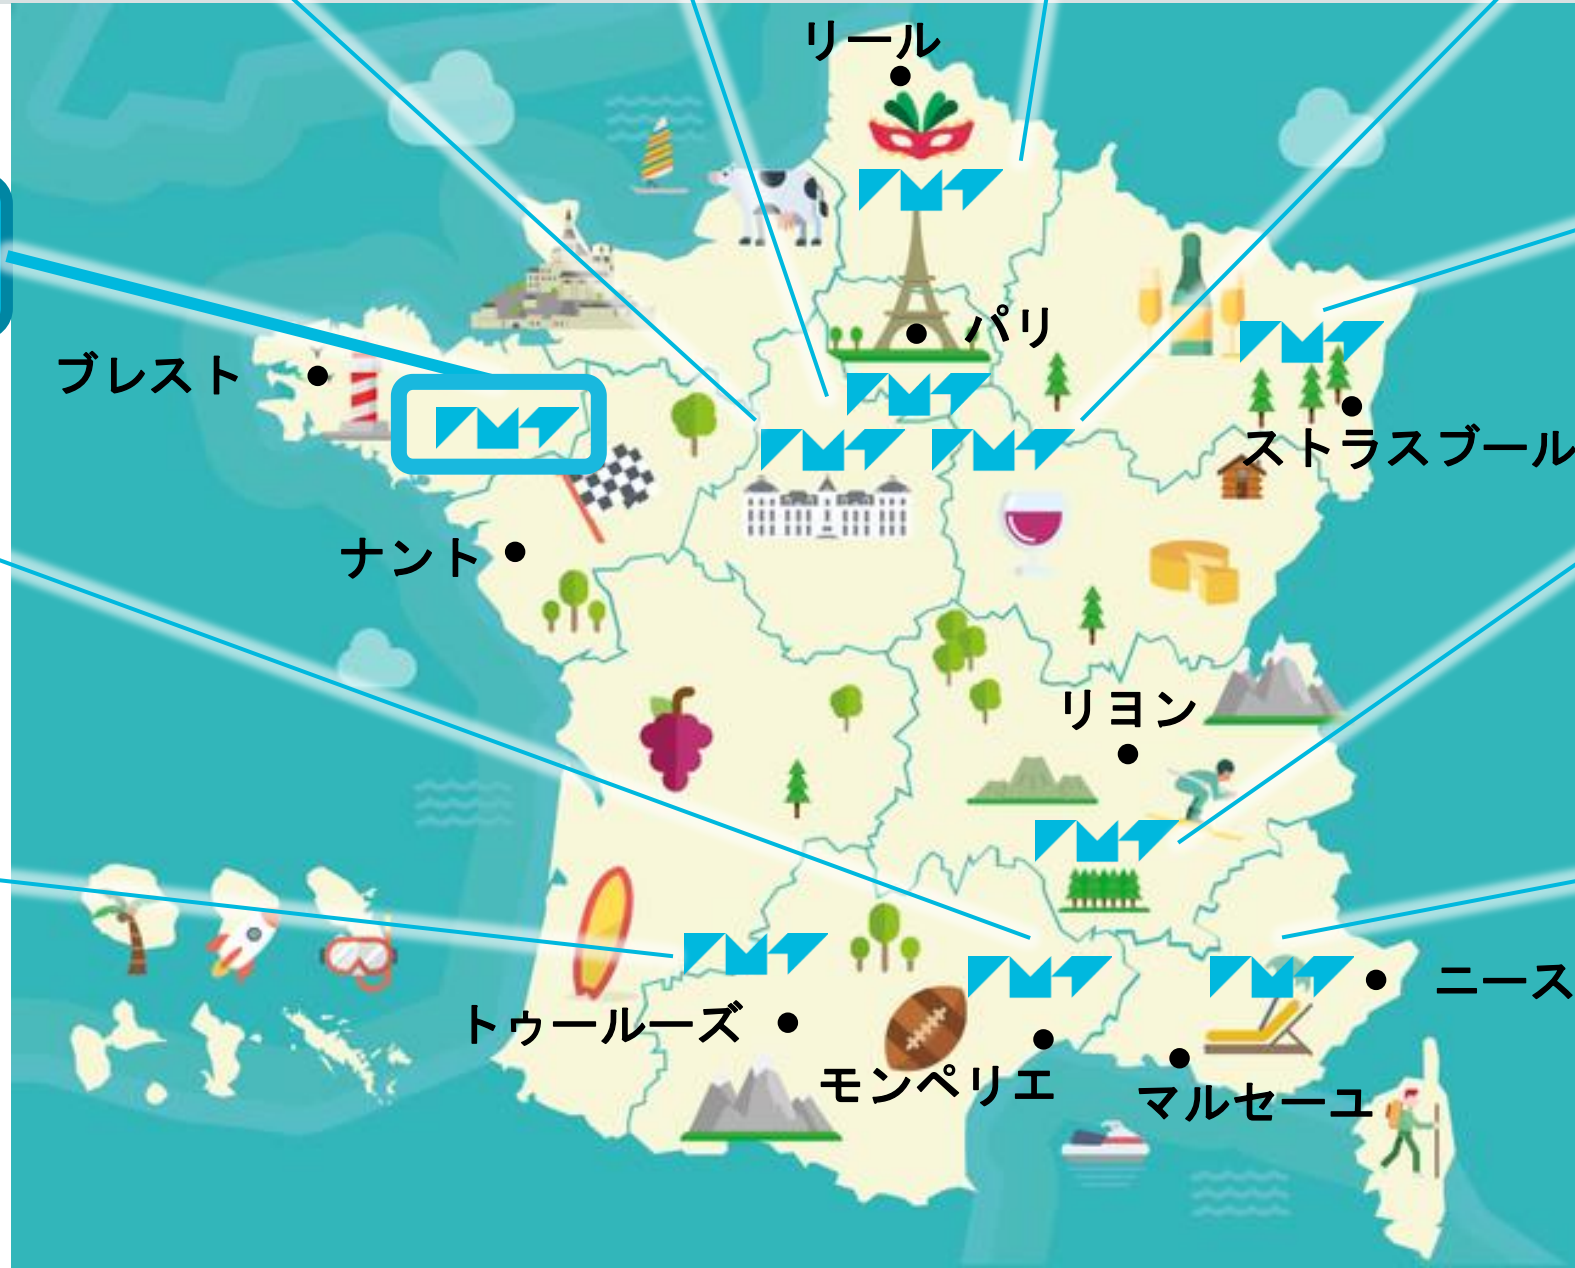 リール
パリ
ブレスト
ストラスブール
ナント
リヨン
ニース
トゥールーズ
モンペリエ
マルセーユ